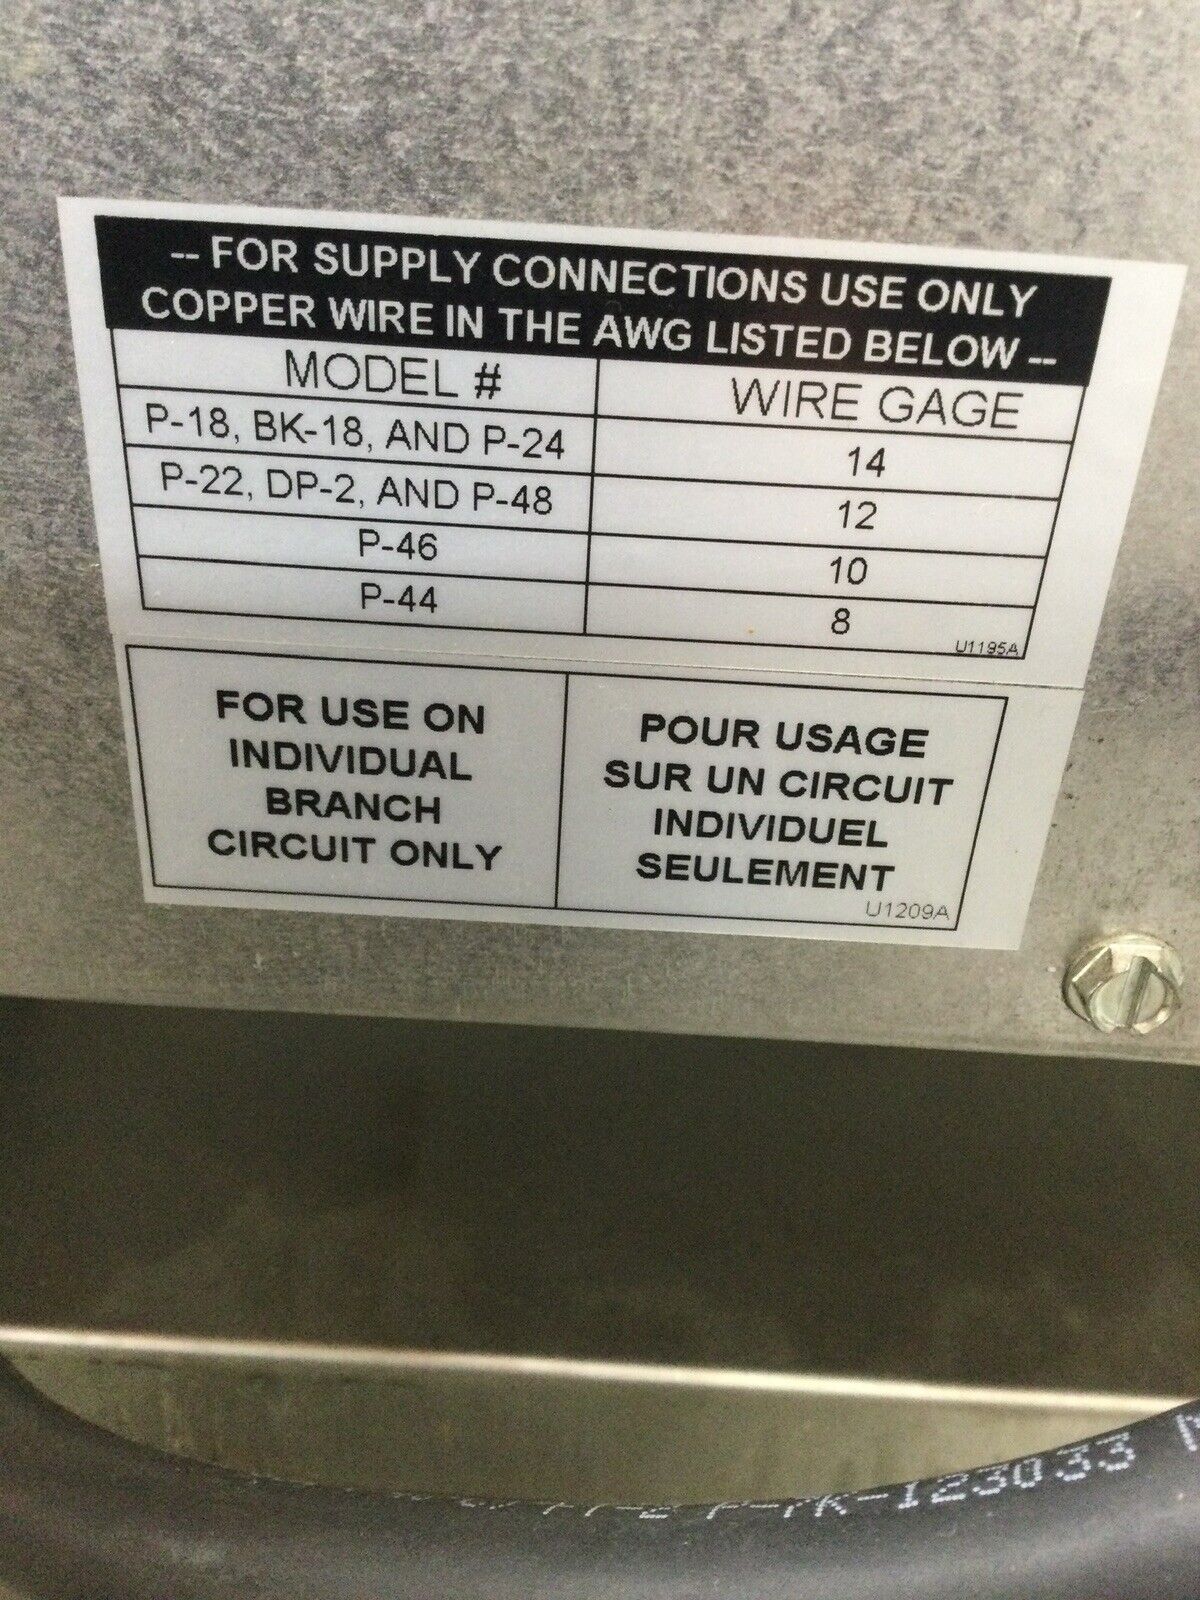 -- FOR SUPPLY CONNECTIONS USE ONLY
COPPER WIRE IN THE AWG LISTED BELOW --
MODEL # WIRE GAGE
P-18, BK-18, AND P-24 14
P-22, DP-2, AND P-48 12
P-46 10
P-44 8
U1195A
FOR USE ON
INDIVIDUAL
BRANCH
CIRCUIT ONLY
POUR USAGE
SUR UN CIRCUIT
INDIVIDUEL
SEULEMENT
U1209A
P-7K-123033